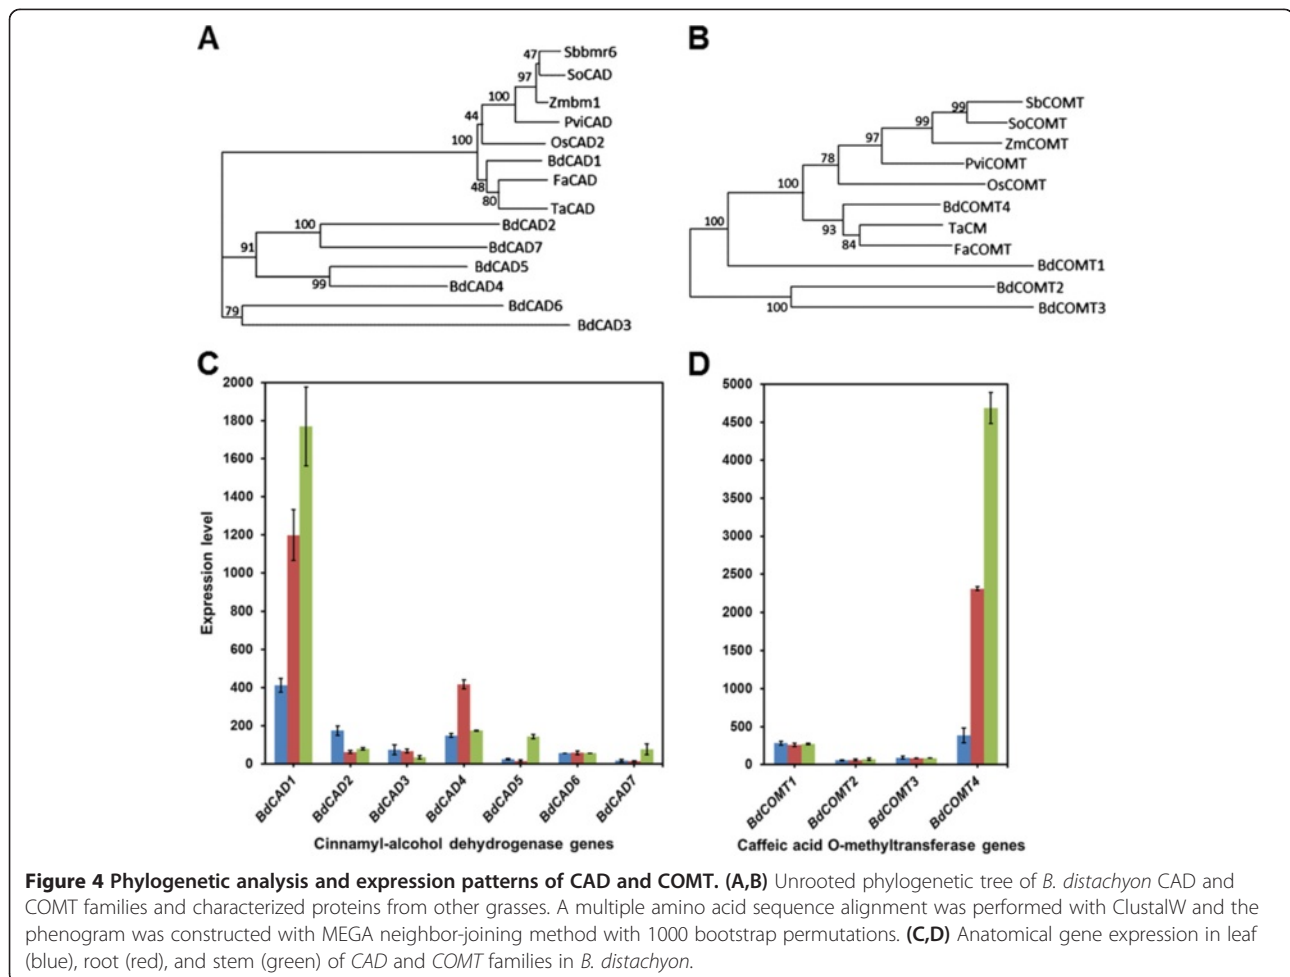 A
47
Sbbmr6
SoCAD
97
Zmbm1
100
PviCAD
44
OsCAD2
100
BdCAD1
FaCAD
48
80
TaCAD
BdCAD2
100
BdCAD7
91
BdCAD5
99
BdCAD4
BdCAD6
79
BdCAD3
B
99
SbCOMT
SoCOMT
99
ZmCOMT
97
PviCOMT
78
OsCOMT
100
BdCOMT4
93
TaCM
84
FaCOMT
100
BdCOMT1
BdCOMT2
100
BdCOMT3
C
2000
1800
1600
1400
1200
1000
800
600
400
200
0
Expression level
BdCAD1
BdCAD2
BdCAD3
BdCAD4
BdCAD5
BdCAD6
BdCAD7
Cinnamyl-alcohol dehydrogenase genes
D
5000
4500
4000
3500
3000
2500
2000
1500
1000
500
0
BdCOMT1
BdCOMT2
BdCOMT3
BdCOMT4
Caffeic acid O-methyltransferase genes
Figure 4 Phylogenetic analysis and expression patterns of CAD and COMT. (A,B) Unrooted phylogenetic tree of B. distachyon CAD and
COMT families and characterized proteins from other grasses. A multiple amino acid sequence alignment was performed with ClustalW and the
phenogram was constructed with MEGA neighbor-joining method with 1000 bootstrap permutations. (C,D) Anatomical gene expression in leaf
(blue), root (red), and stem (green) of CAD and COMT families in B. distachyon.